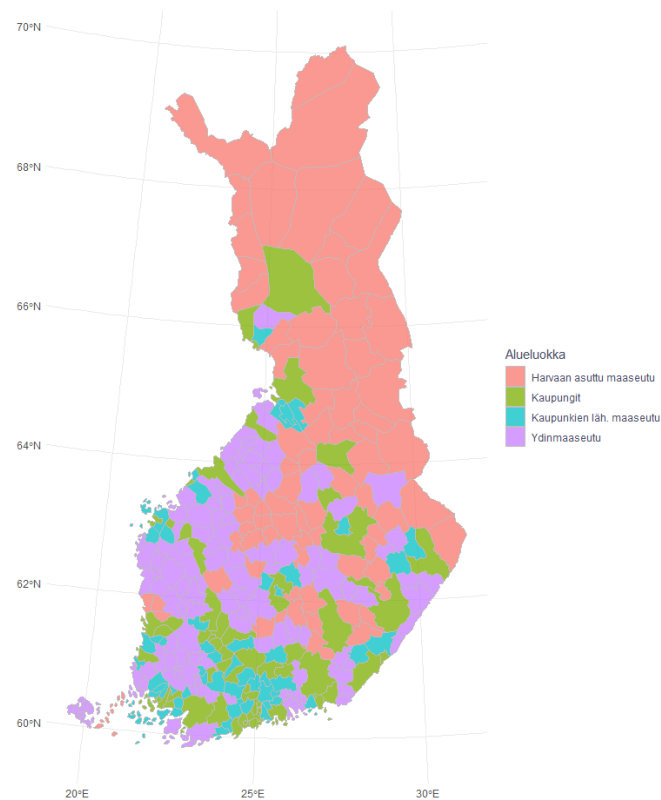 70°N
68°N
66°N
64°N
62°N
60°N
20°E
25°E
30°E
Alueluokka
Harvaan asuttu maaseutu
Kaupungit
Kaupunkien läh. maaseutu
Ydinmaaseutu